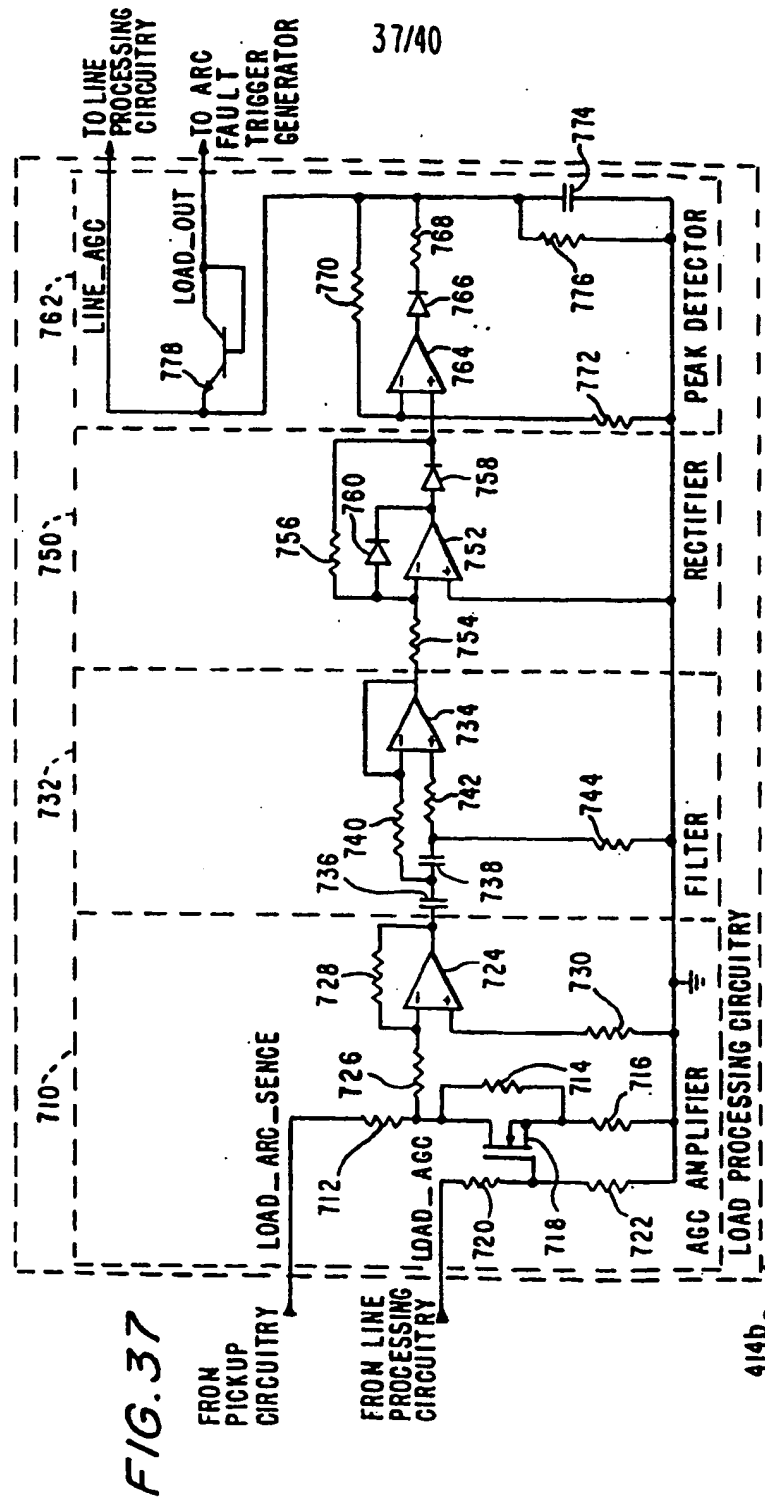 37/40
FIG.37
TO LINE
PROCESSING
CIRCUITRY
TO ARC
FAULT
TRIGGER
GENERATOR
710
732
750
762
LINE_AGC
LOAD_OUT
778
FRON
PICKUP
CIRCUITRY
LOAD_ARC_SENCE
712
726
728
724
736
740
738
742
734
754
756
760
752
758
770
764
766
768
FROM LINE
PROCESSING
CIRCUITRY
LOAD_AGC
720
718
722
714
716
730
744
772
776
774
AGC AMPLIFIER
FILTER
RECTIFIER
PEAK DETECTOR
LOAD PROCESSING CIRCUITRY
414b